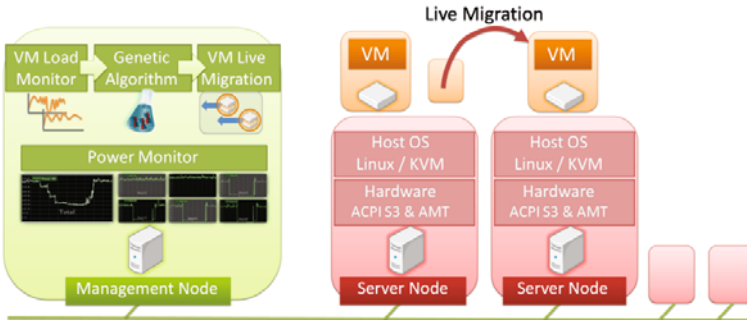 Live Migration
VM Load
Monitor
Genetic
Algorithm
VM Live
Migration
Power Monitor
Total
Management Node
VM
Host OS
Linux / KVM
Hardware
ACPI S3 & AMT
Server Node
VM
Host OS
Linux / KVM
Hardware
ACPI S3 & AMT
Server Node